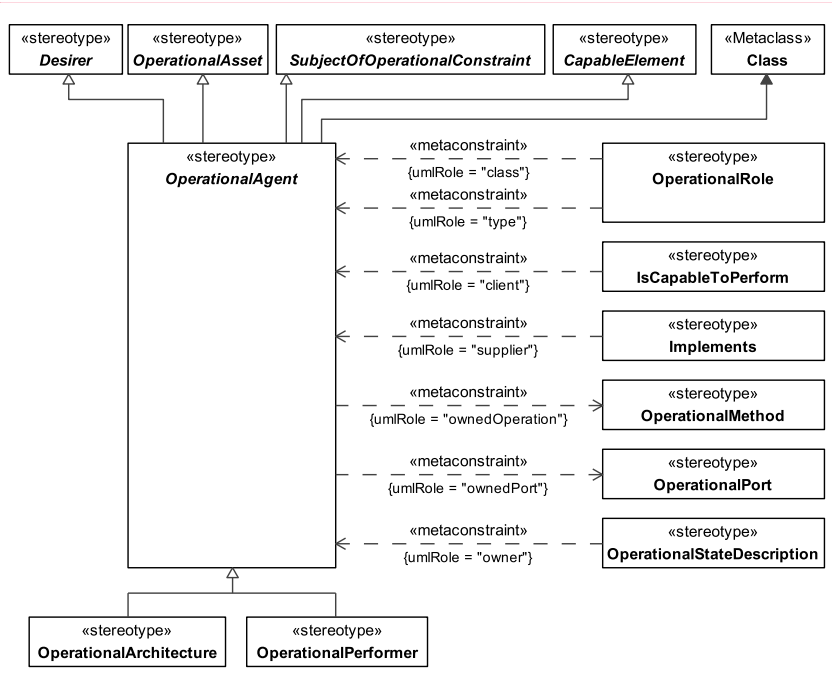 «stereotype»
Desirer
«stereotype»
OperationalAsset
«stereotype»
SubjectOfOperationalConstraint
«stereotype»
CapableElement
«Metaclass»
Class
«stereotype»
OperationalAgent
«metaconstraint»
{umlRole = "class"}
«metaconstraint»
{umlRole = "type"}
«stereotype»
OperationalRole
«metaconstraint»
{umlRole = "client"}
«stereotype»
IsCapableToPerform
«metaconstraint»
{umlRole = "supplier"}
«stereotype»
Implements
«metaconstraint»
{umlRole = "ownedOperation"}
«stereotype»
OperationalMethod
«metaconstraint»
{umlRole = "ownedPort"}
«stereotype»
OperationalPort
«metaconstraint»
{umlRole = "owner"}
«stereotype»
OperationalStateDescription
«stereotype»
OperationalArchitecture
«stereotype»
OperationalPerformer